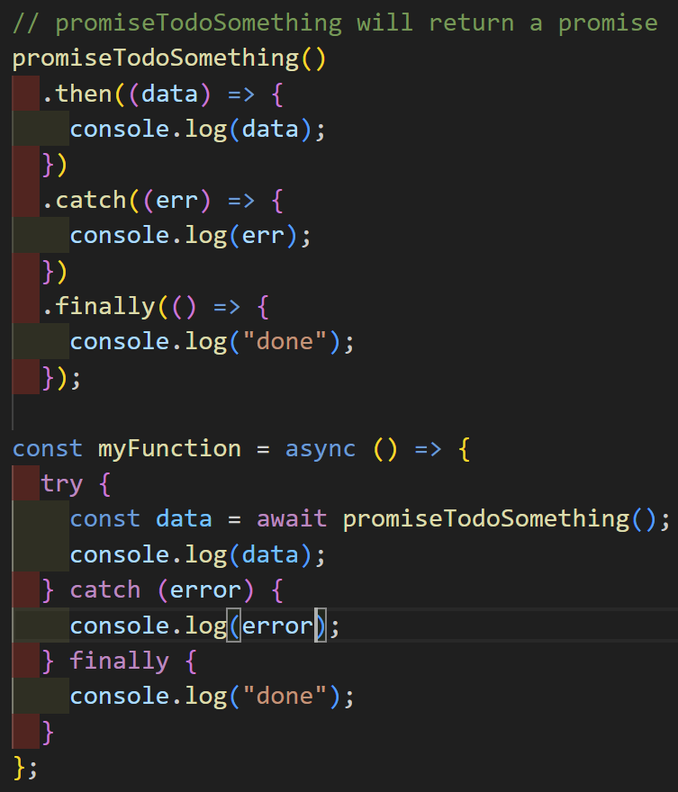 // promiseTodoSomething will return a promise
promiseTodoSomething()
  .then((data) => {
    console.log(data);
  })
  .catch((err) => {
    console.log(err);
  })
  .finally(() => {
    console.log("done");
  });

const myFunction = async () => {
  try {
    const data = await promiseTodoSomething();
    console.log(data);
  } catch (error) {
    console.log(error);
  } finally {
    console.log("done");
  }
};